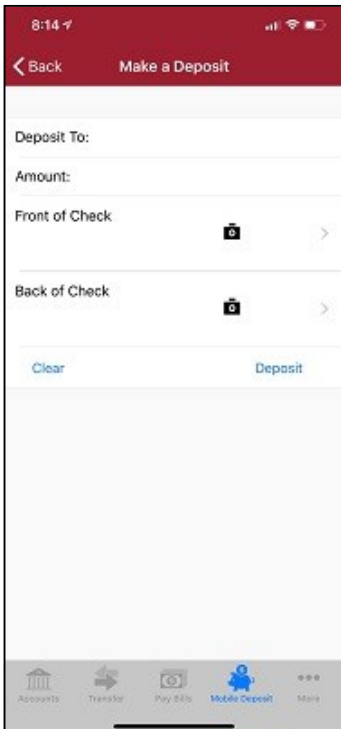 8:14
Back Make a Deposit
Deposit To:
Amount:
Front of Check
Back of Check
Clear Deposit
Accounts Transfer Pay Bills Mobile Deposit More